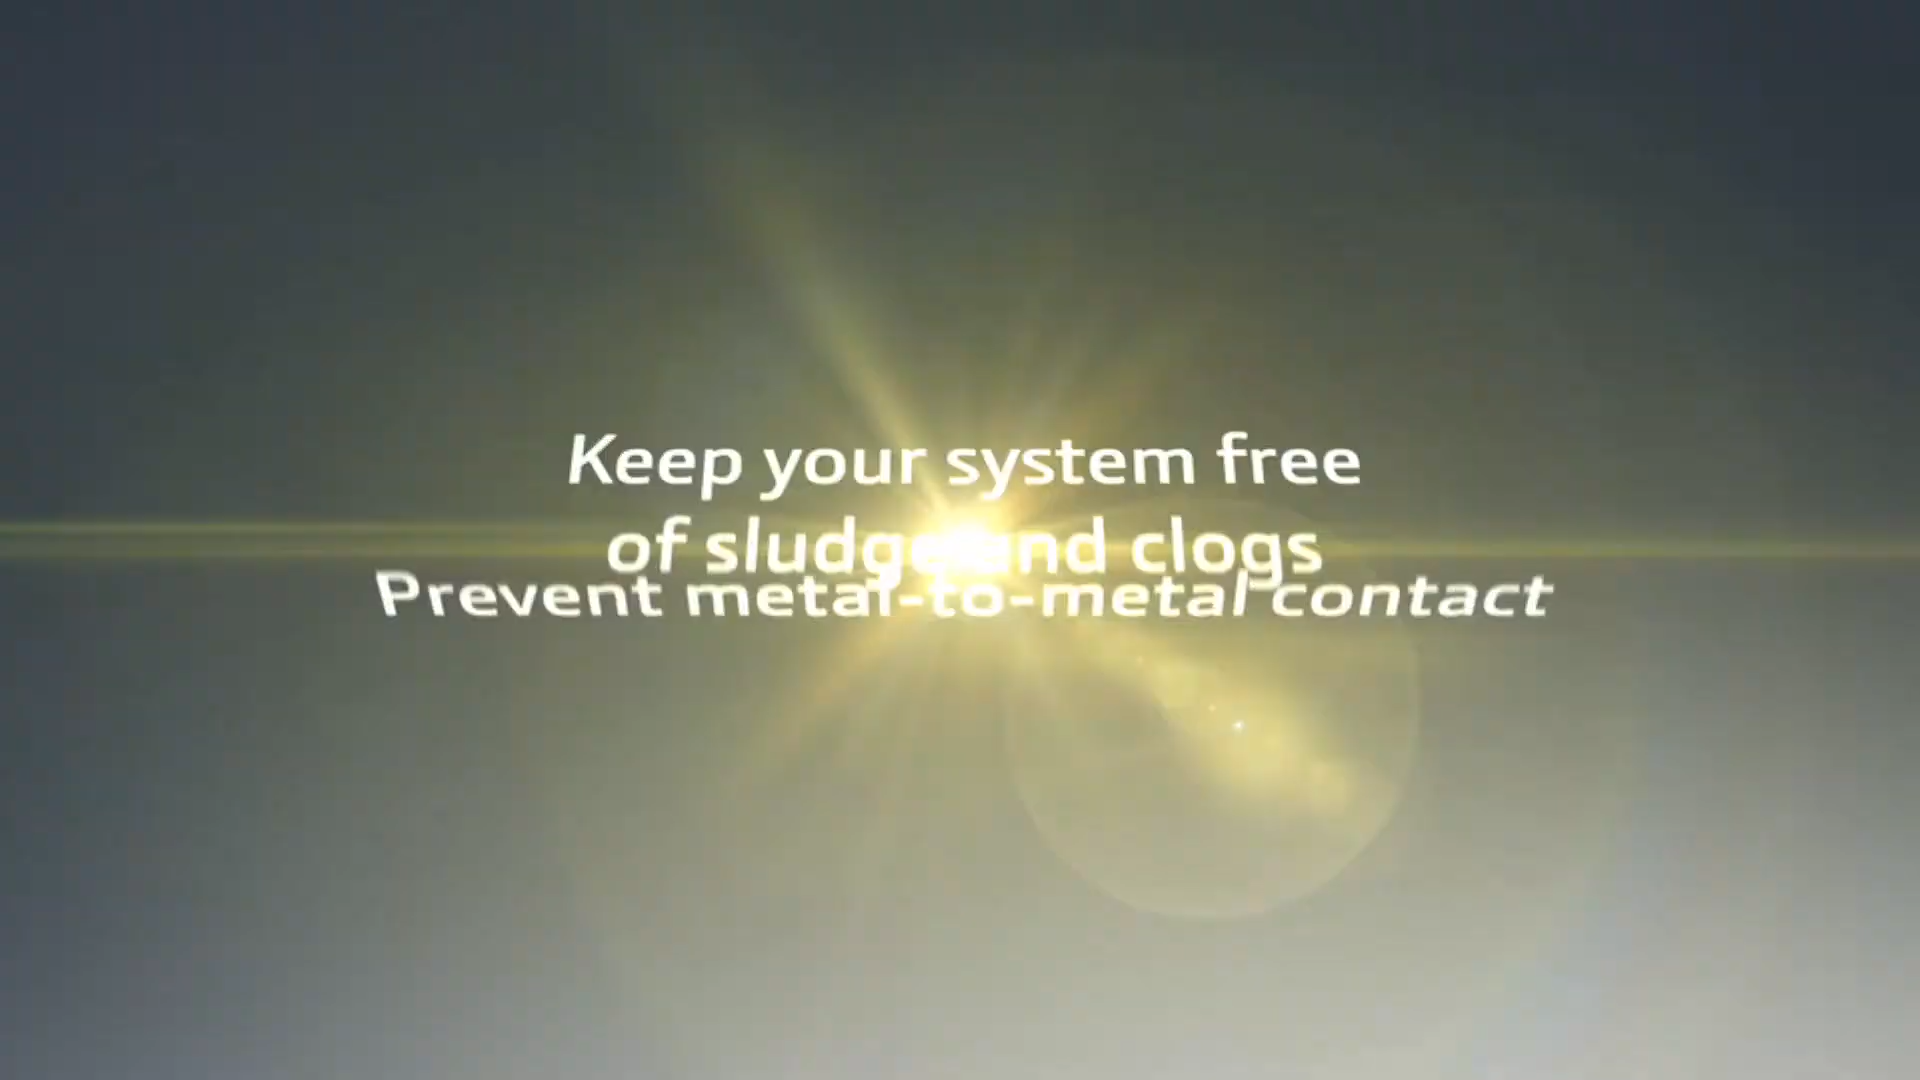 Keep your system free
of sludge and clogs
Prevent metal-to-metal contact